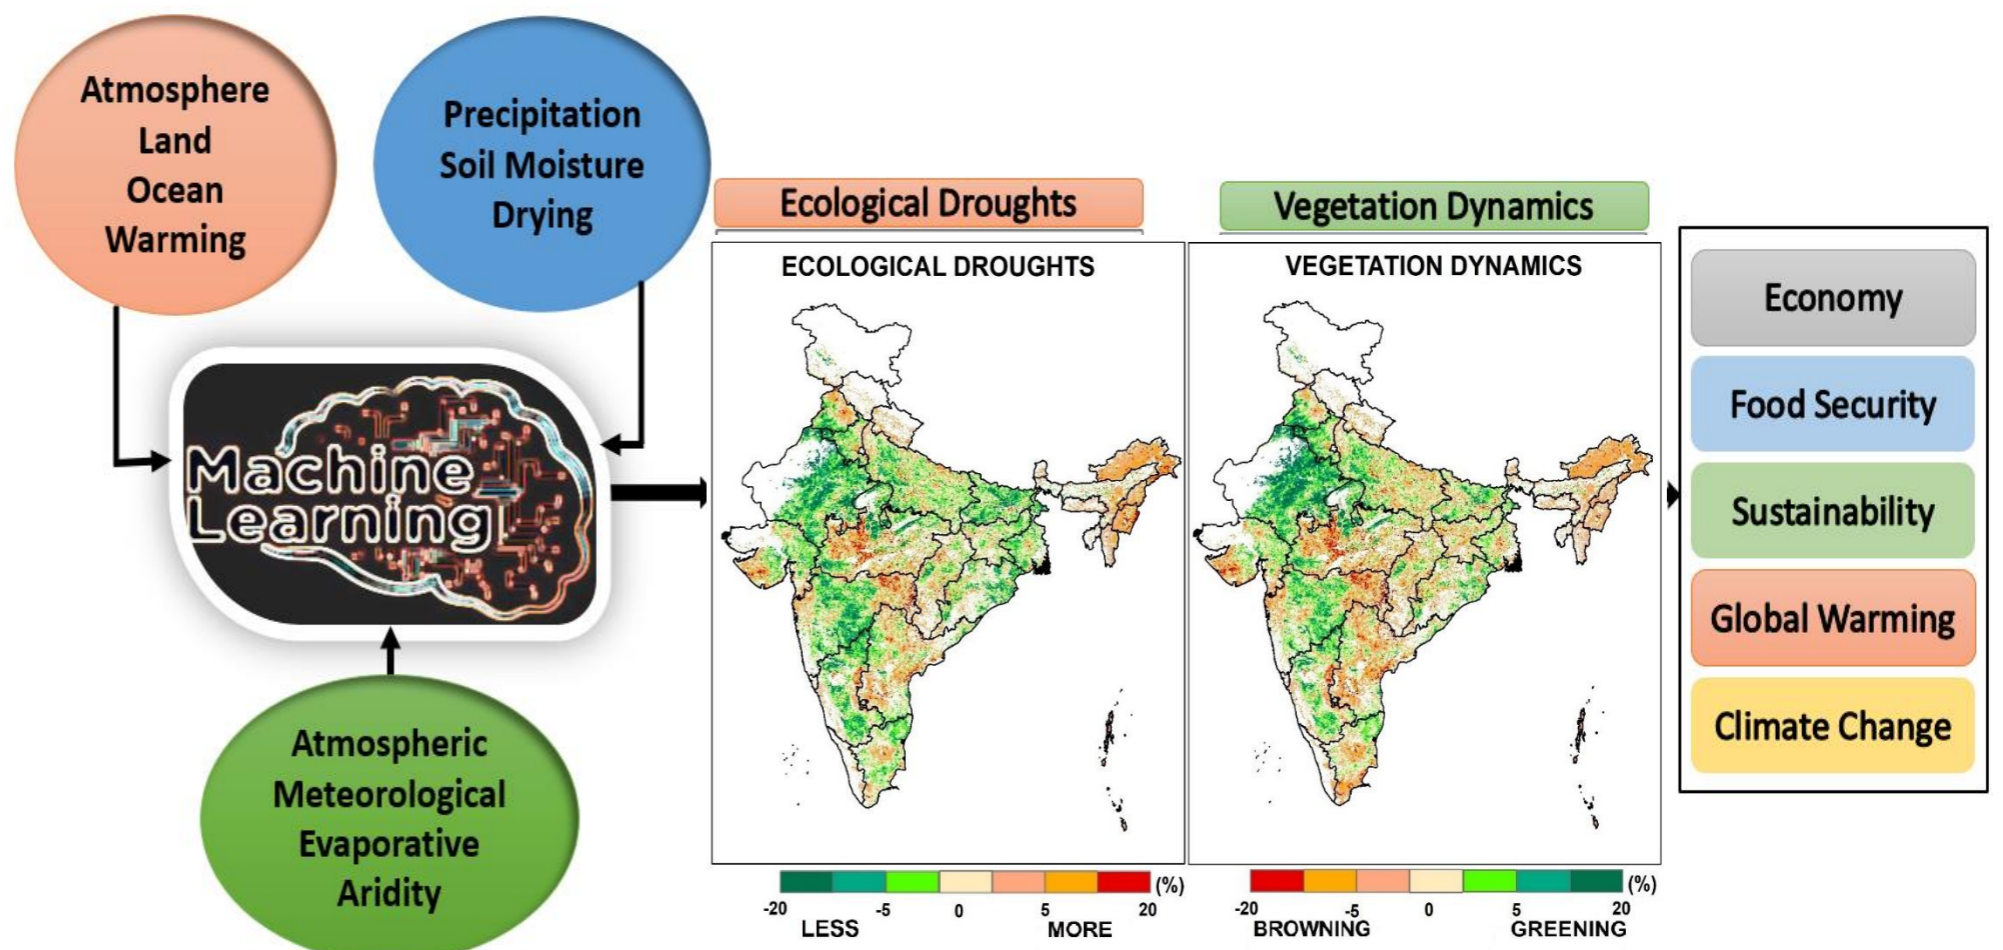 Atmosphere
Land
Ocean
Warming
Precipitation
Soil Moisture
Drying
Machine
Learning
Atmospheric
Meteorological
Evaporative
Aridity
Ecological Droughts
ECOLOGICAL DROUGHTS
(%)
-20 -5 0 5 20
LESS MORE
Vegetation Dynamics
VEGETATION DYNAMICS
(%)
-20 -5 0 5 20
BROWNING GREENING
Economy
Food Security
Sustainability
Global Warming
Climate Change